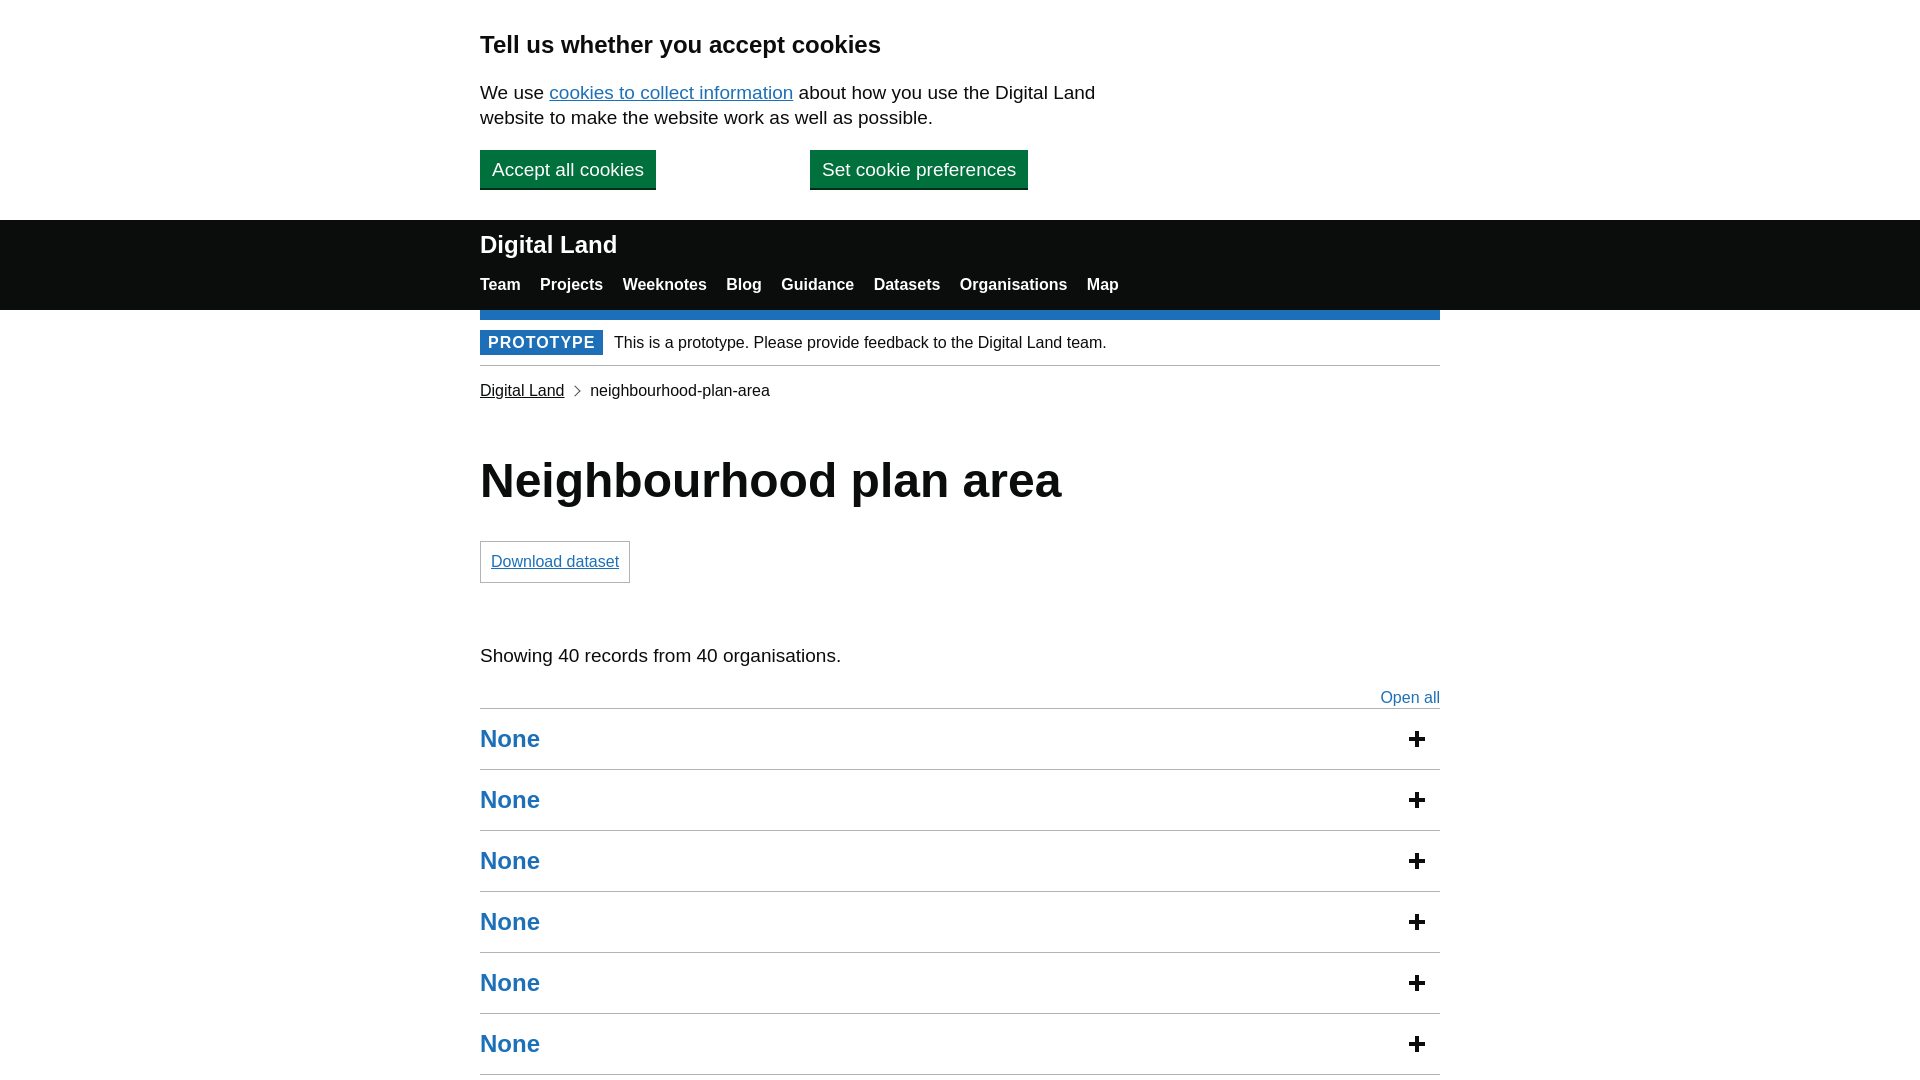 Tell us whether you accept cookies
We use cookies to collect information about how you use the Digital Land
website to make the website work as well as possible.
Accept all cookies
Set cookie preferences
Digital Land
Team Projects Weeknotes Blog Guidance Datasets Organisations Map
PROTOTYPE This is a prototype. Please provide feedback to the Digital Land team.
Digital Land neighbourhood-plan-area
Neighbourhood plan area
Download dataset
Showing 40 records from 40 organisations.
Open all
None
None
None
None
None
None